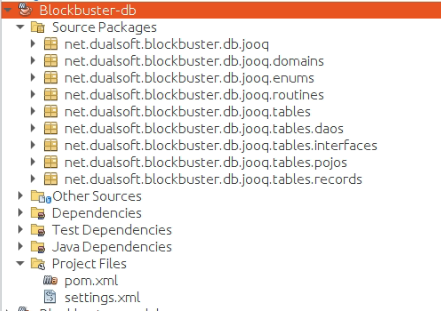 Blockbuster-db
Source Packages
net.dualsoft.blockbuster.db.jooq
net.dualsoft.blockbuster.db.jooq.domains
net.dualsoft.blockbuster.db.jooq.enums
net.dualsoft.blockbuster.db.jooq.routines
net.dualsoft.blockbuster.db.jooq.tables
net.dualsoft.blockbuster.db.jooq.tables.daos
net.dualsoft.blockbuster.db.jooq.tables.interfaces
net.dualsoft.blockbuster.db.jooq.tables.pojos
net.dualsoft.blockbuster.db.jooq.tables.records
Other Sources
Dependencies
Test Dependencies
Java Dependencies
Project Files
pom.xml
settings.xml